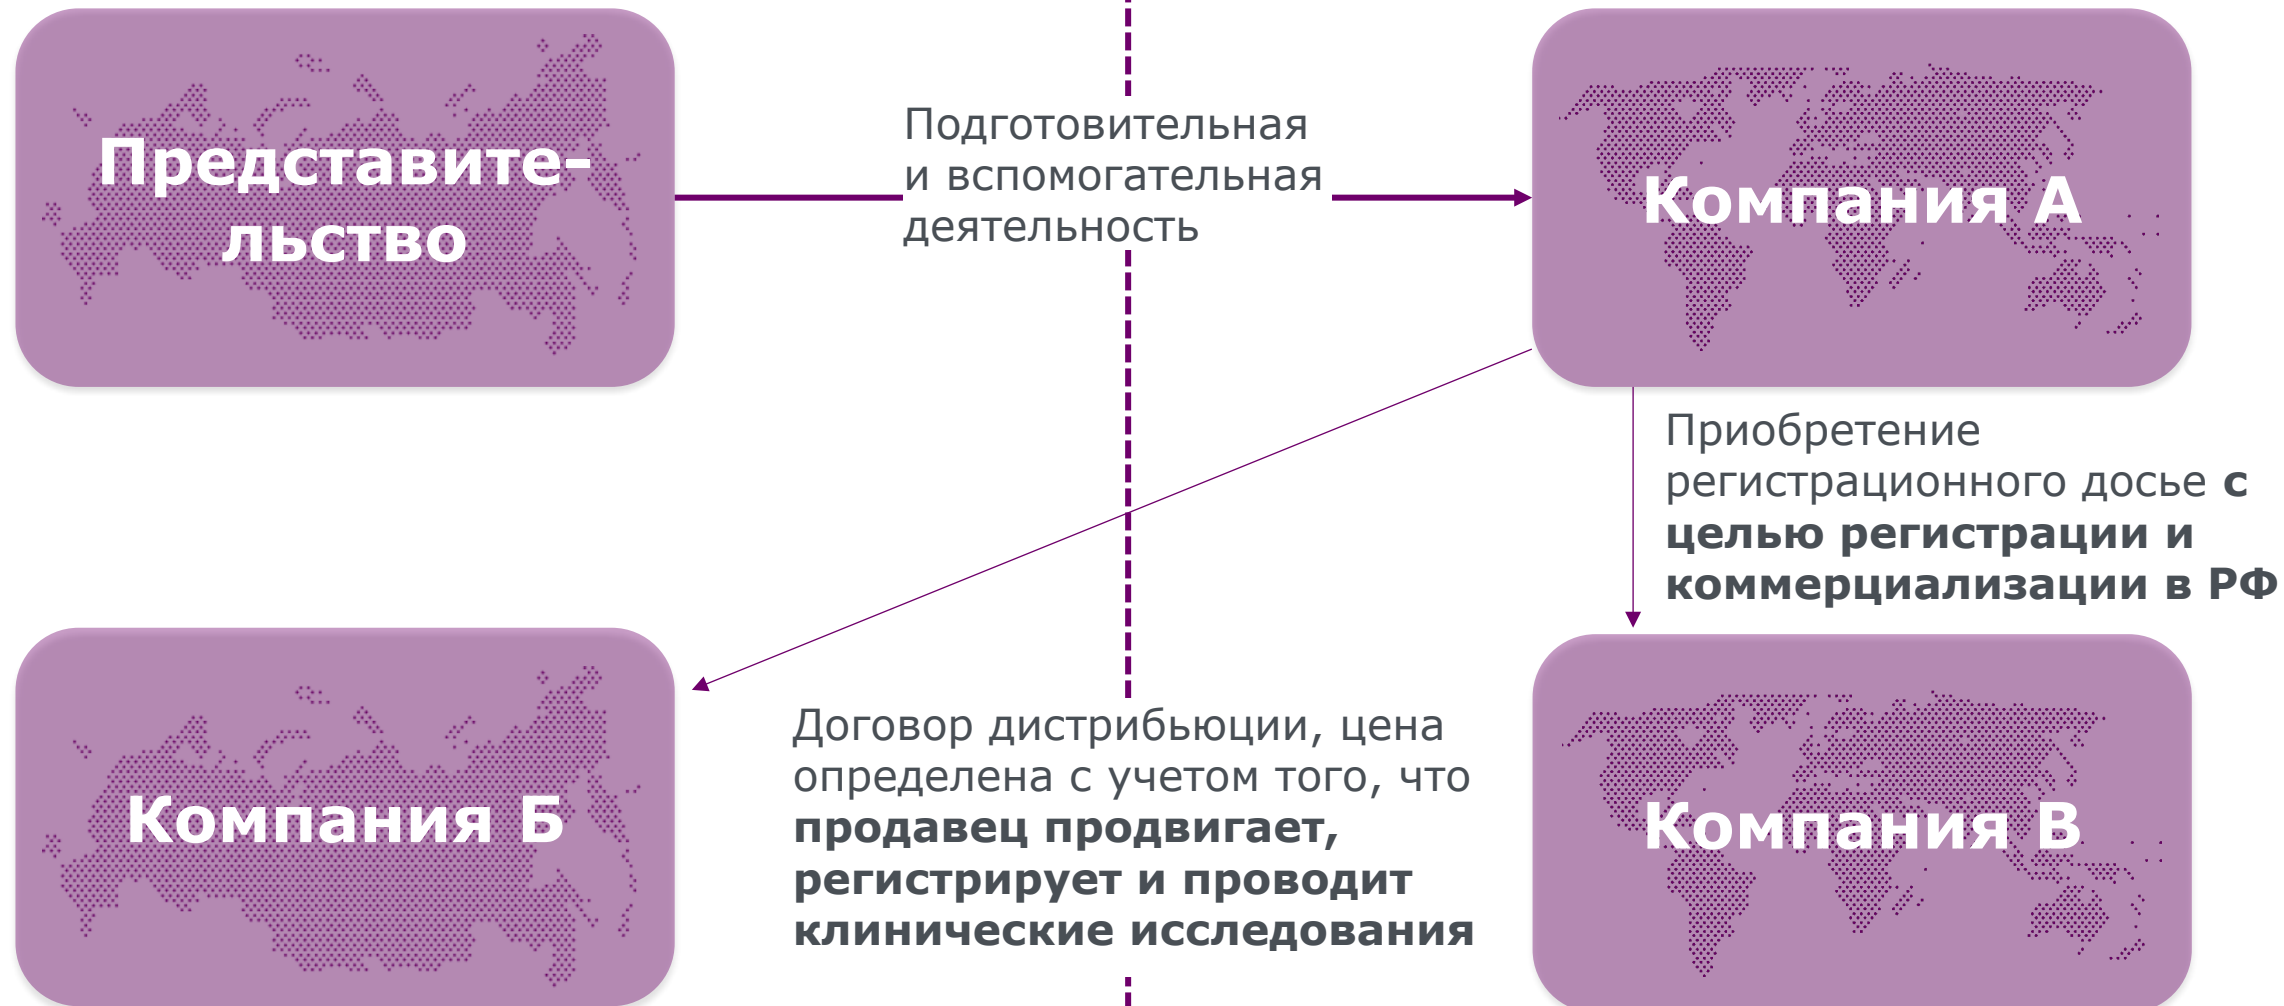 Представите-
льство
Подготовительная
и вспомогательная
деятельность
Компания А
Приобретение
регистрационного досье с
целью регистрации и
коммерциализации в РФ
Компания Б
Договор дистрибьюции, цена
определена с учетом того, что
продавец продвигает,
регистрирует и проводит
клинические исследования
Компания В